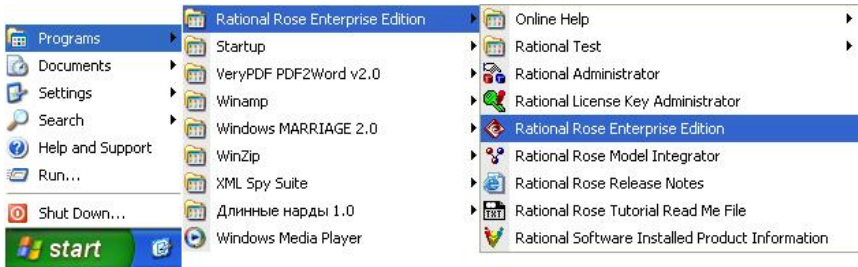 Programs
Documents
Settings
Search
Help and Support
Run...
Shut Down...
start
Rational Rose Enterprise Edition
Startup
VeryPDF PDF2Word v2.0
Winamp
Windows MARRIAGE 2.0
WinZip
XML Spy Suite
Длинные нарды 1.0
Windows Media Player
Online Help
Rational Test
Rational Administrator
Rational License Key Administrator
Rational Rose Enterprise Edition
Rational Rose Model Integrator
Rational Rose Release Notes
TXT
Rational Rose Tutorial Read Me File
Rational Software Installed Product Information